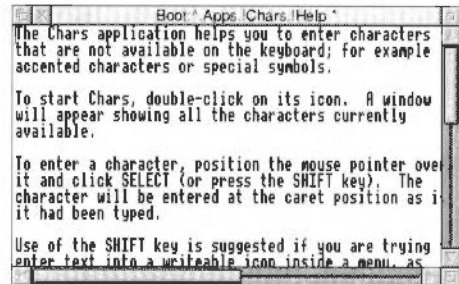 Boot:^.Apps.!Chars.!Help *
The Chars application helps you to enter characters
that are not available on the keyboard; for example
accented characters or special symbols.
To start Chars, double-click on its icon.  A window
will appear showing all the characters currently
available.
To enter a character, position the mouse pointer over
it and click SELECT (or press the SHIFT key).  The
character will be entered at the caret position as i
it had been typed.
Use of the SHIFT key is suggested if you are trying
enter text into a writeable icon inside a menu, as